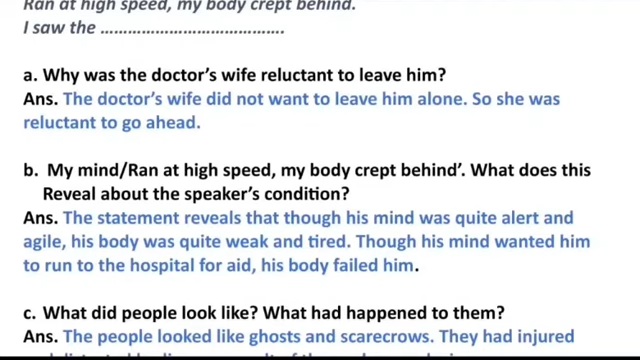 Ran at high speed, my body crept behind.
I saw the ……………………………………….
a. Why was the doctor’s wife reluctant to leave him?
Ans. The doctor’s wife did not want to leave him alone. So she was
reluctant to go ahead.
b. My mind/Ran at high speed, my body crept behind’. What does this
Reveal about the speaker’s condition?
Ans. The statement reveals that though his mind was quite alert and
agile, his body was quite weak and tired. Though his mind wanted him
to run to the hospital for aid, his body failed him.
c. What did people look like? What had happened to them?
Ans. The people looked like ghosts and scarecrows. They had injured